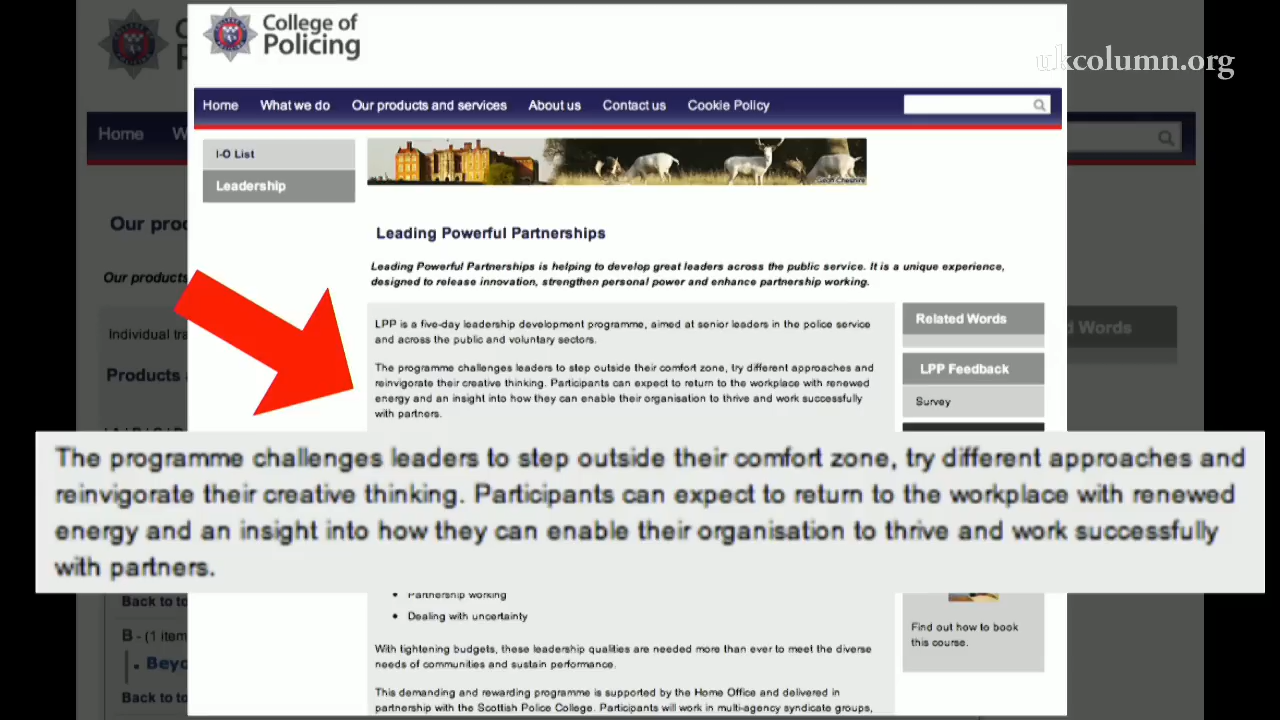 College of
Policing
ukcolumn.org
Home What we do Our products and services About us Contact us Cookie Policy
Home W
I-O List
Leadership
Geoff Cheshire
Our prod
Leading Powerful Partnerships
Our products
Leading Powerful Partnerships is helping to develop great leaders across the public service. It is a unique experience,
designed to release innovation, strengthen personal power and enhance partnership working.
Individual tra
Products a
LPP is a five-day leadership development programme, aimed at senior leaders in the police service
and across the public and voluntary sectors.
The programme challenges leaders to step outside their comfort zone, try different approaches and
reinvigorate their creative thinking. Participants can expect to return to the workplace with renewed
energy and an insight into how they can enable their organisation to thrive and work successfully
with partners.
Related Words
d Words
LPP Feedback
Survey
The programme challenges leaders to step outside their comfort zone, try different approaches and
reinvigorate their creative thinking. Participants can expect to return to the workplace with renewed
energy and an insight into how they can enable their organisation to thrive and work successfully
with partners.
Back to to
B - (1 item
• Beyo
Back to to
• Partnership working
• Dealing with uncertainty
With tightening budgets, these leadership qualities are needed more than ever to meet the diverse
needs of communities and sustain performance.
This demanding and rewarding programme is supported by the Home Office and delivered in
partnership with the Scottish Police College. Participants will work in multi-agency syndicate groups,
Find out how to book
this course.